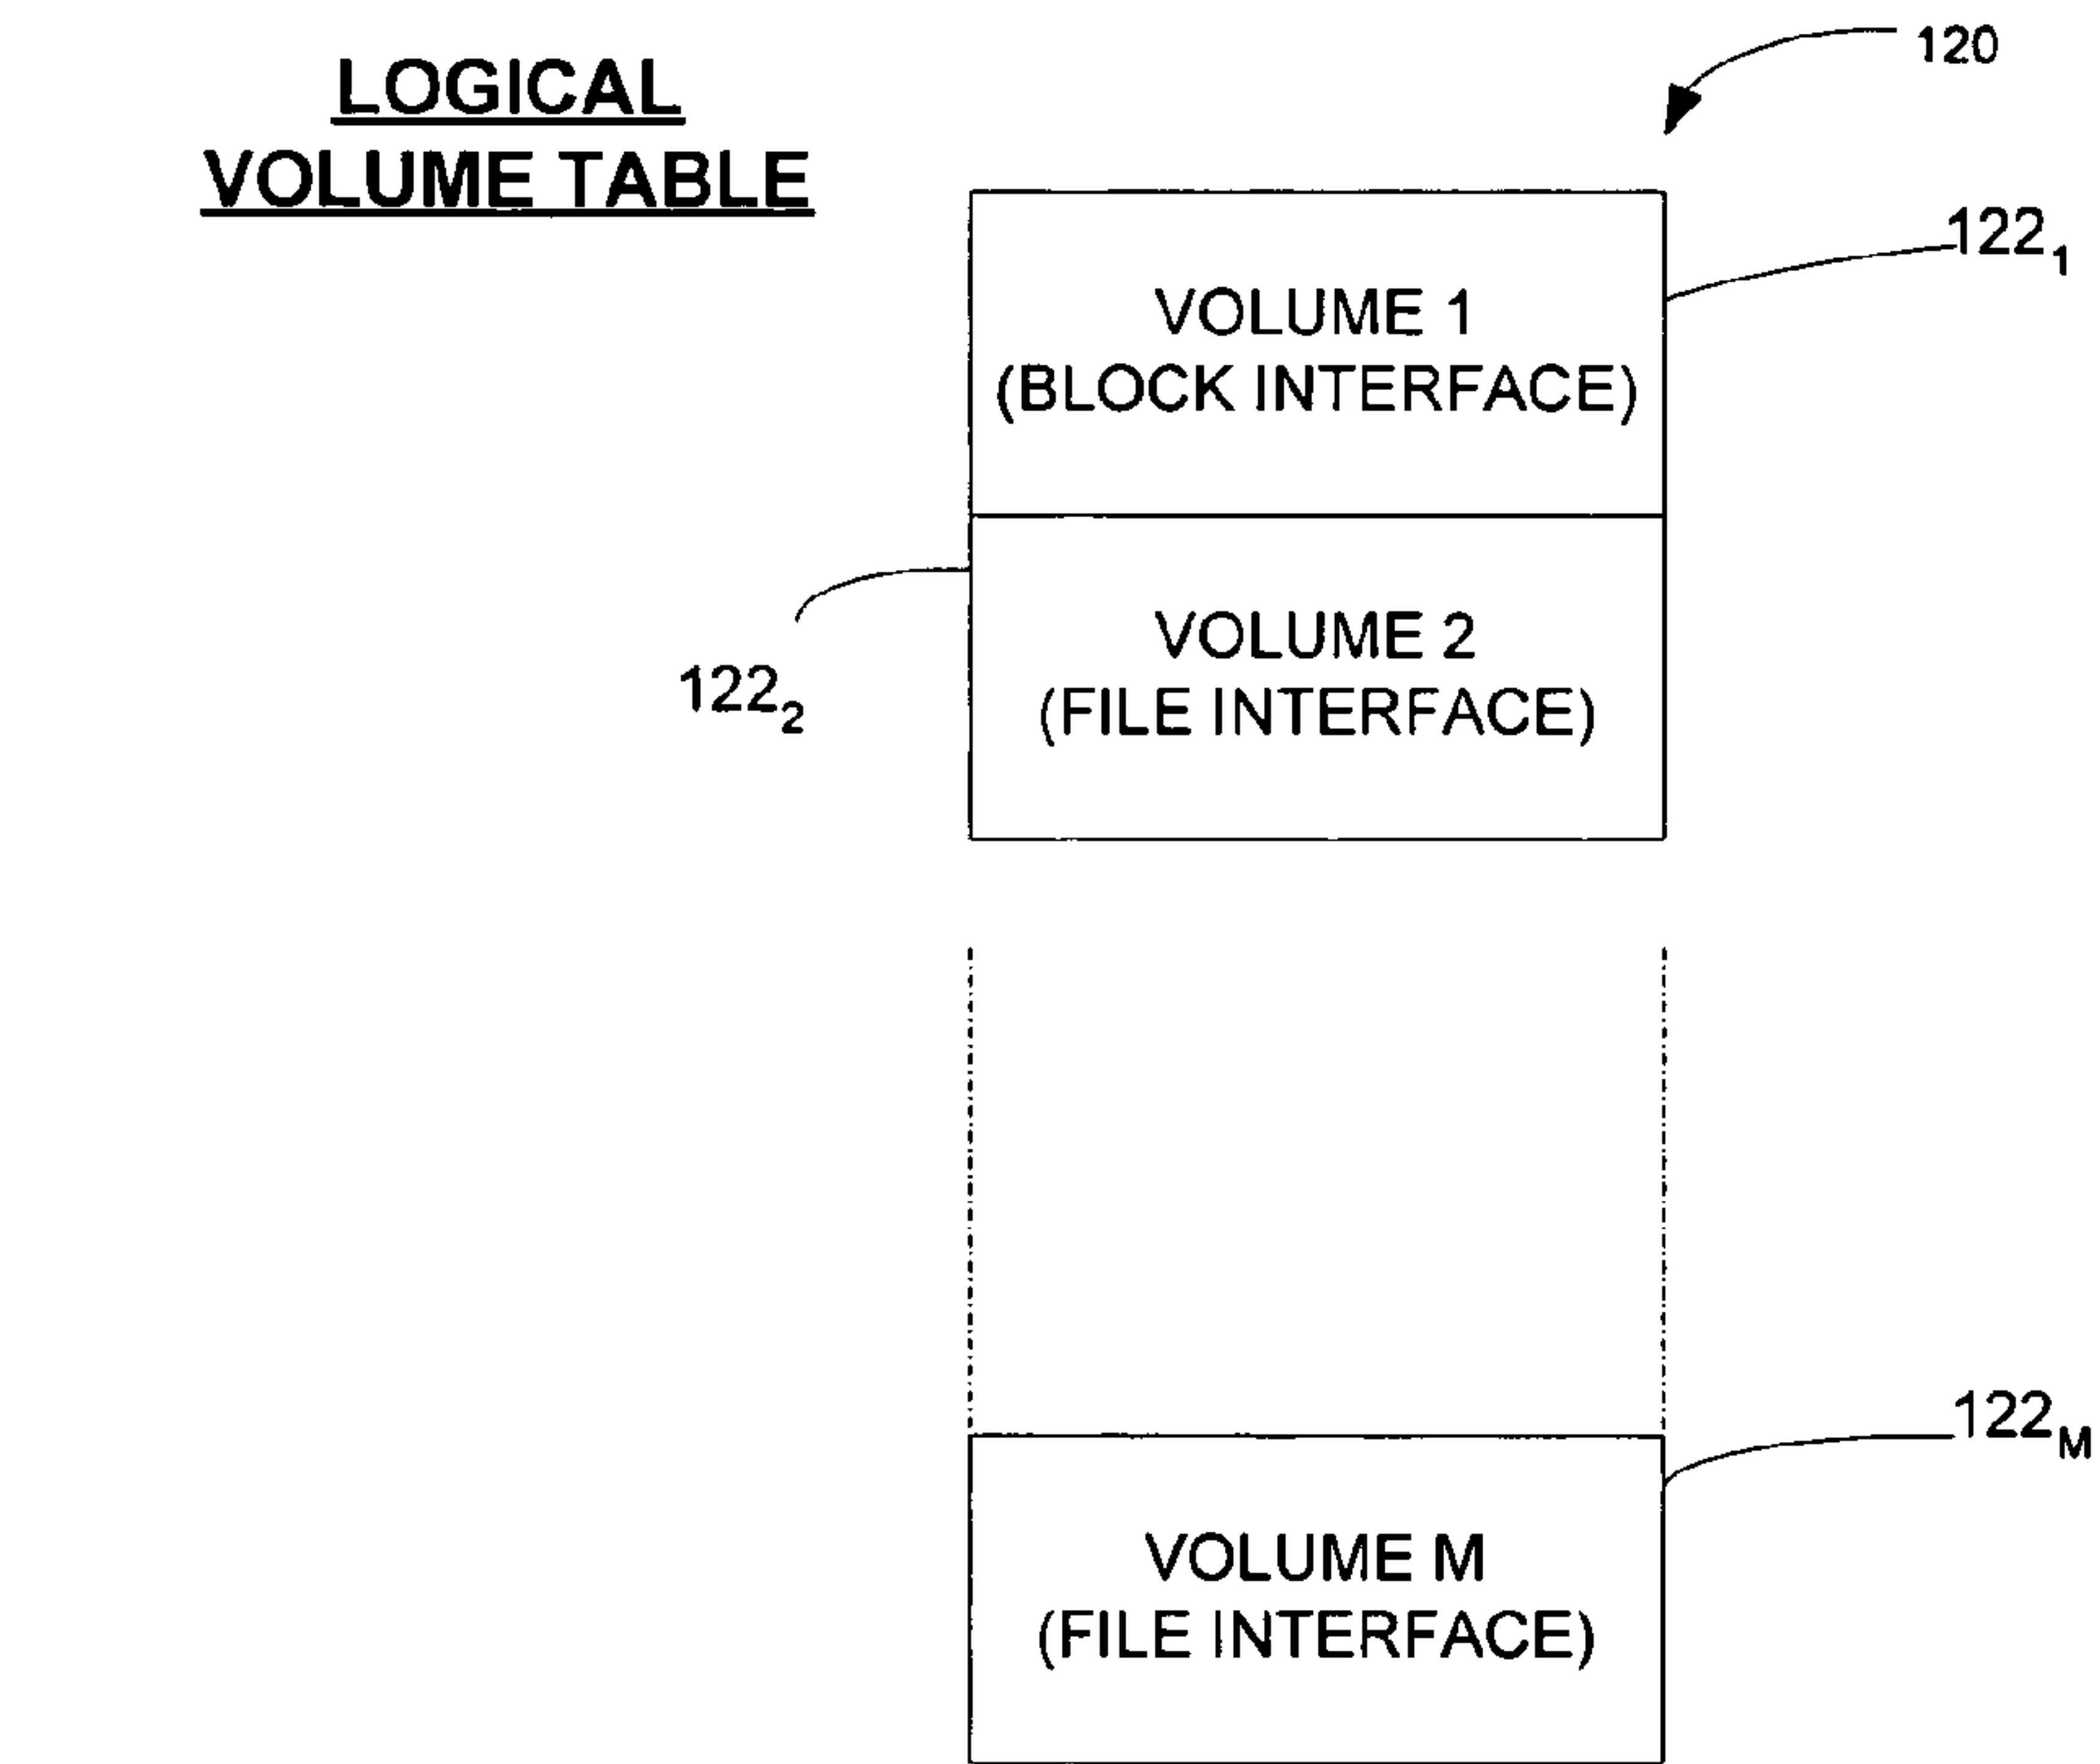 LOGICAL
VOLUME TABLE
120
122₁
VOLUME 1
(BLOCK INTERFACE)
122₂
VOLUME 2
(FILE INTERFACE)
122M
VOLUME M
(FILE INTERFACE)